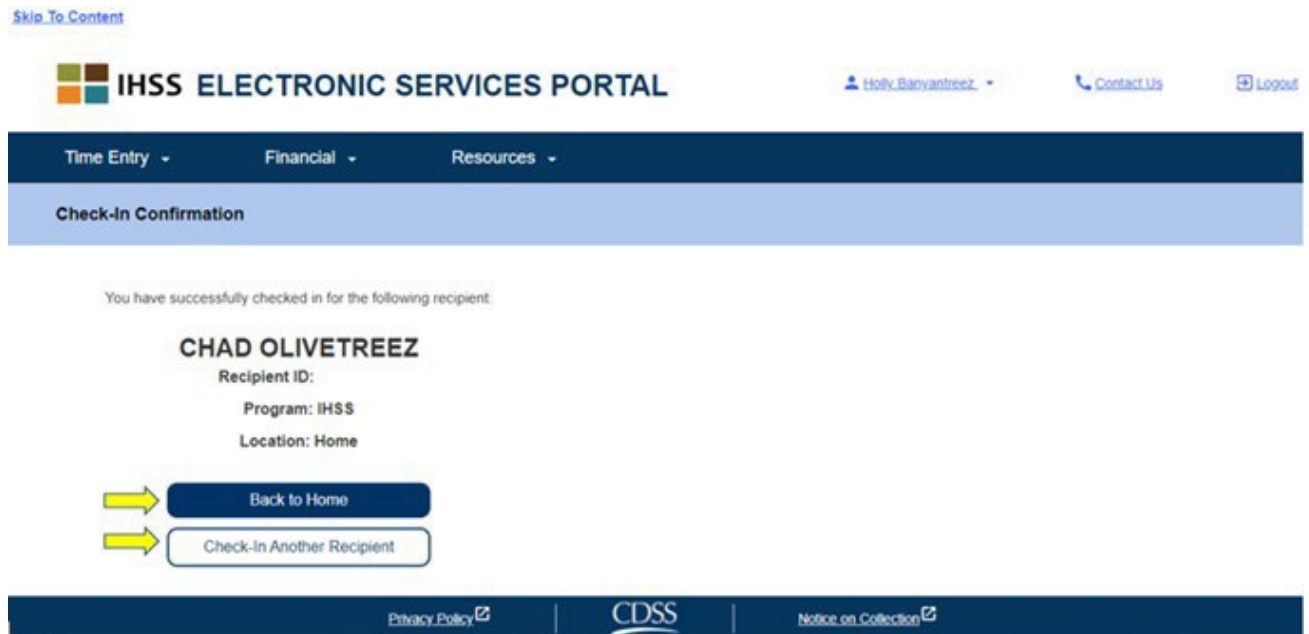 Skip To Content
IHSS ELECTRONIC SERVICES PORTAL
Holly Banyantreez Contact Us Logout
Time Entry Financial Resources
Check-In Confirmation
You have successfully checked in for the following recipient:
CHAD OLIVETREEZ
Recipient ID:
Program: IHSS
Location: Home
Back to Home
Check-In Another Recipient
Privacy Policy CDSS Notice on Collection